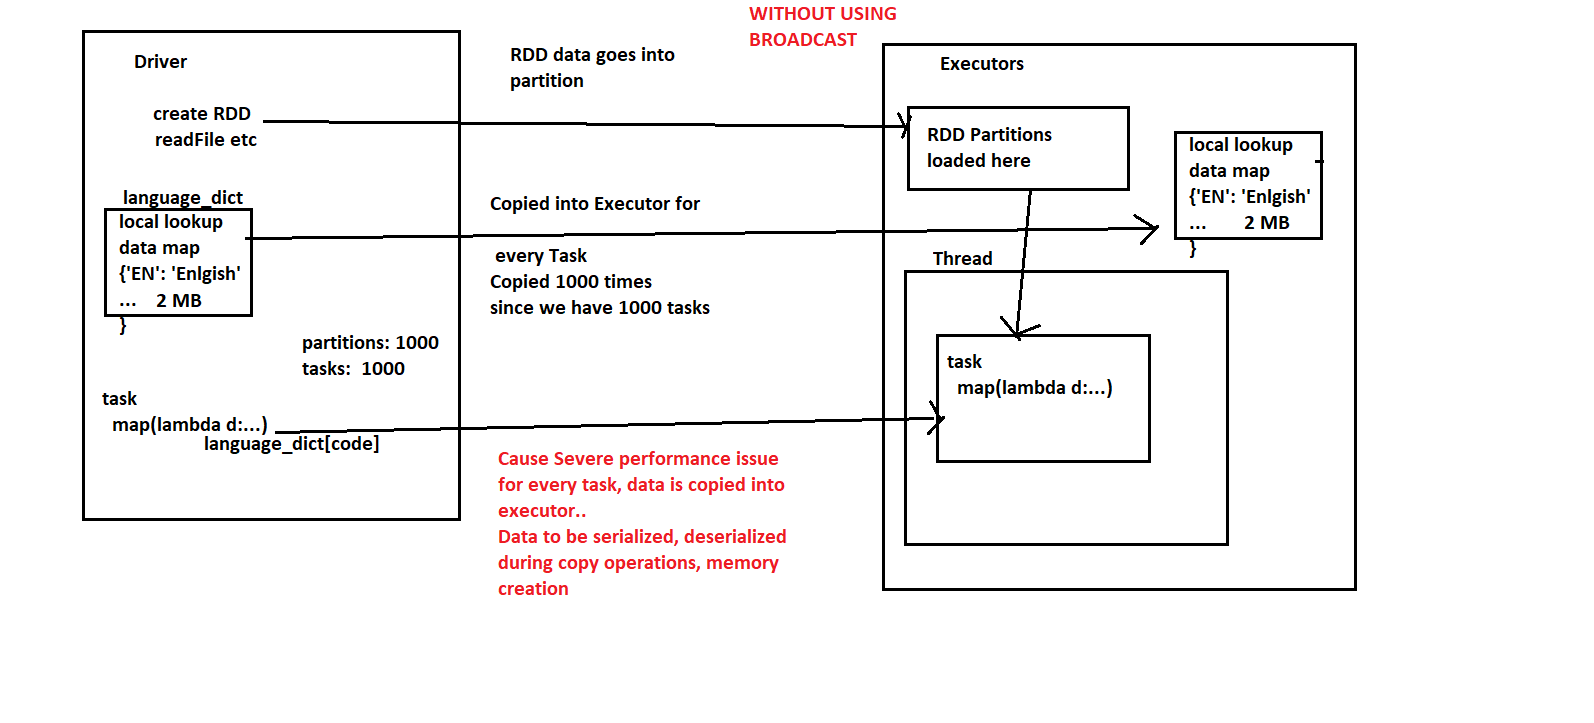 WITHOUT USING
BROADCAST
Driver
create RDD
readFile etc
language_dict
local lookup
data map
{'EN': 'Enlgish'
... 2 MB
}
partitions: 1000
tasks: 1000
task
map(lambda d:...)
language_dict[code]
RDD data goes into
partition
Copied into Executor for
every Task
Copied 1000 times
since we have 1000 tasks
Cause Severe performance issue
for every task, data is copied into
executor..
Data to be serialized, deserialized
during copy operations, memory
creation
Executors
RDD Partitions
loaded here
local lookup
data map
{'EN': 'Enlgish'
... 2 MB
}
Thread
task
map(lambda d:...)